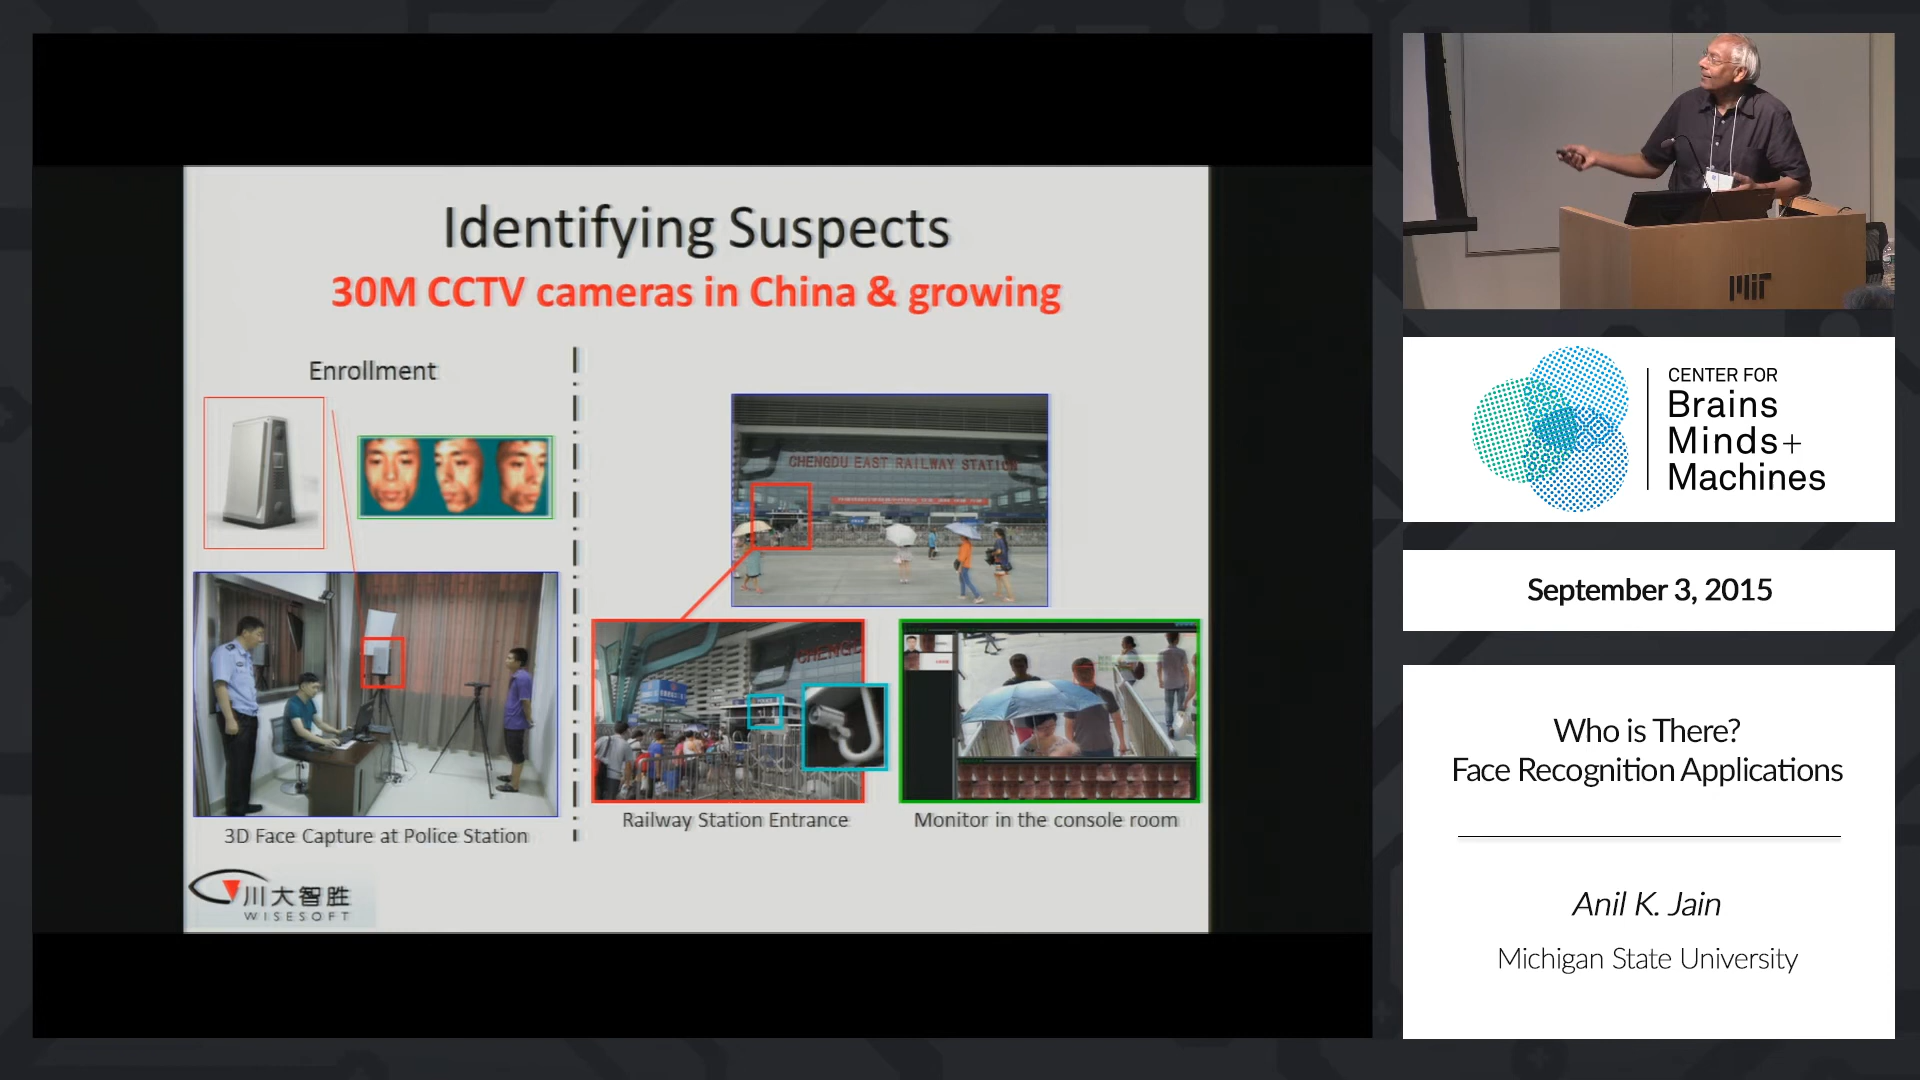 Identifying Suspects
30M CCTV cameras in China & growing
Enrollment
CHENGDU EAST RAILWAY STATION
CHENGD
3D Face Capture at Police Station
Railway Station Entrance
Monitor in the console room
川大智胜
WISESOFT
MIT
CENTER FOR
Brains
Minds+
Machines
September 3, 2015
Who is There?
Face Recognition Applications
Anil K. Jain
Michigan State University